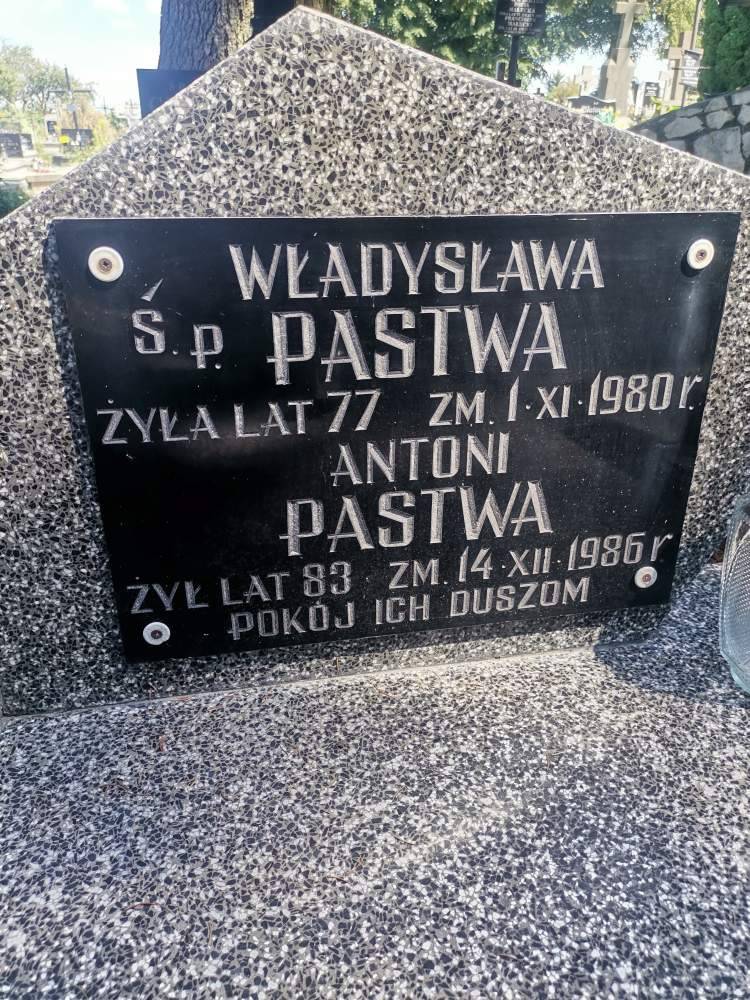 WŁADYSŁAWA
Ś.P. PASTWA
ŻYŁA LAT 77 ZM. 1·XI·1980 r.
ANTONI
PASTWA
ŻYŁ LAT 83 ZM. 14·XII·1986 r
POKÓJ ICH DUSZOM